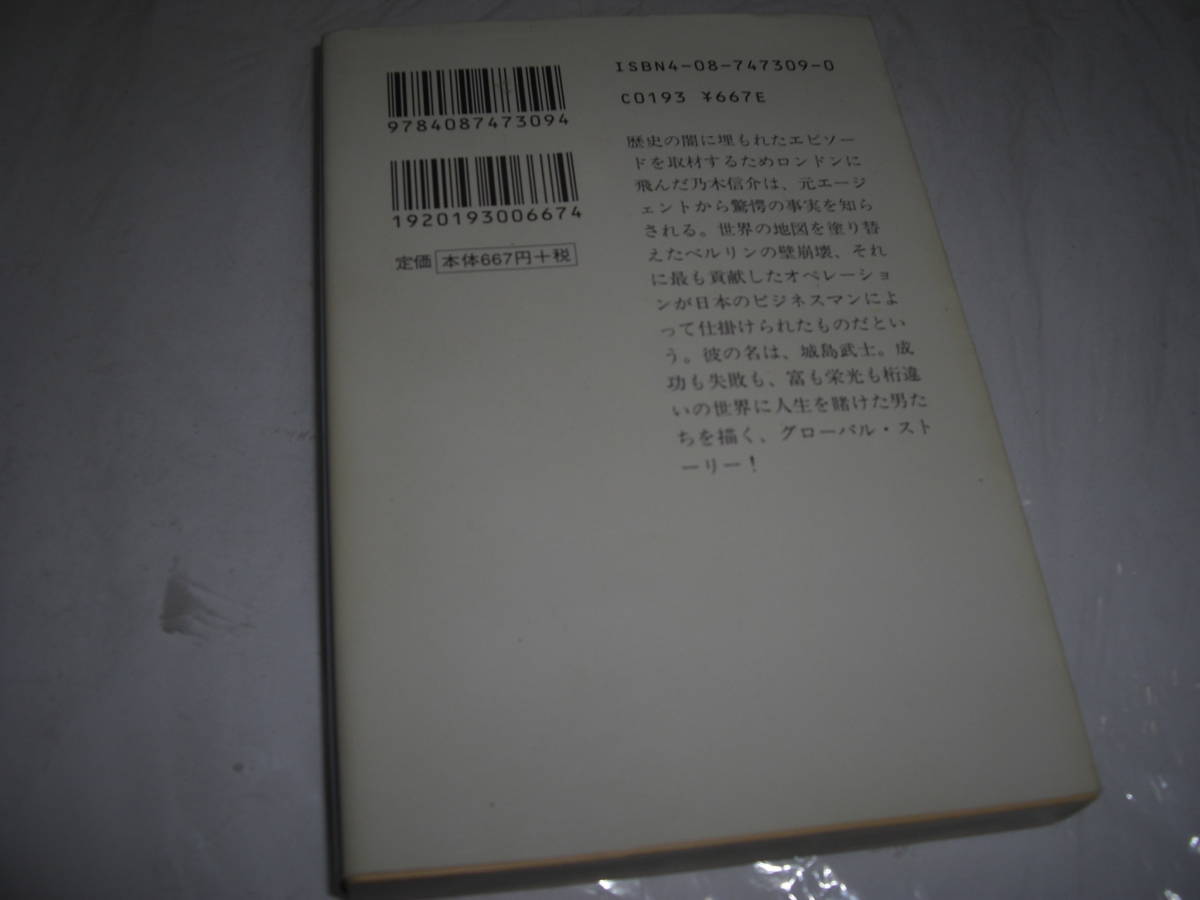 9784087473094
1920193006674
定価 本体667円+税
ISBN4-08-747309-0
C0193 ¥667E
歴史の闇に埋もれたエピソー
ドを取材するためロンドンに
飛んだ乃木信介は、元エージ
ェントから驚愕の事実を知ら
される。世界の地図を塗り替
えたベルリンの壁崩壊、それ
に最も貢献したオペレーショ
ンが日本のビジネスマンによ
って仕掛けられたものだとい
う。彼の名は、城島武士。成
功も失敗も、富も栄光も桁違
いの世界に人生を賭けた男た
ちを描く、グローバル・スト
ーリー！